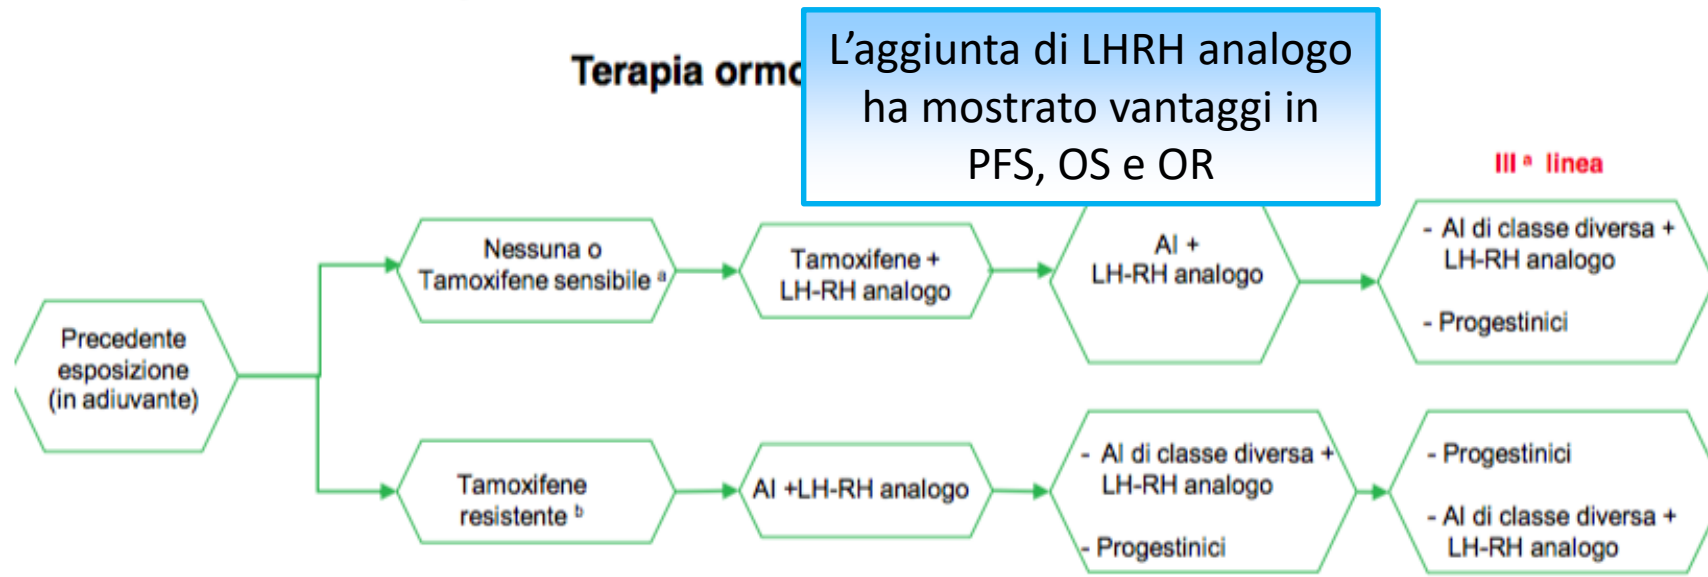 Terapia ormo
L’aggiunta di LHRH analogo
ha mostrato vantaggi in
PFS, OS e OR
III a linea
Precedente
esposizione
(in adiuvante)
Nessuna o
Tamoxifene sensibile a
Tamoxifene +
LH-RH analogo
AI +
LH-RH analogo
- AI di classe diversa +
LH-RH analogo
- Progestinici
Tamoxifene
resistente b
AI +LH-RH analogo
- AI di classe diversa +
LH-RH analogo
- Progestinici
- Progestinici
- AI di classe diversa +
LH-RH analogo